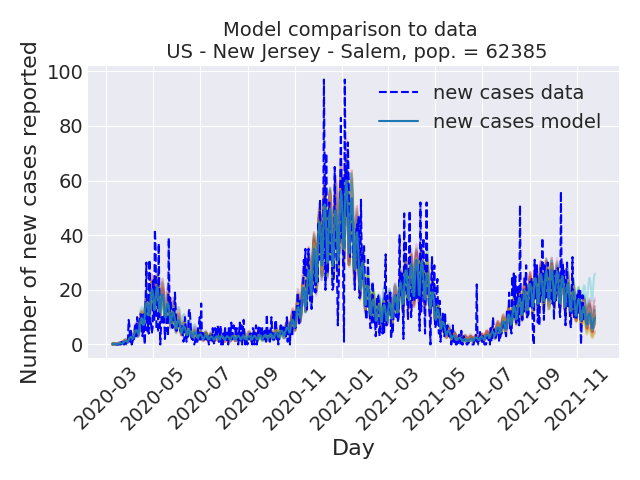 Model comparison to data
US - New Jersey - Salem, pop. = 62385
Number of new cases reported
100
80
60
40
20
0
new cases data
new cases model
2020-03
2020-05
2020-07
2020-09
2020-11
2021-01
2021-03
2021-05
2021-07
2021-09
2021-11
Day